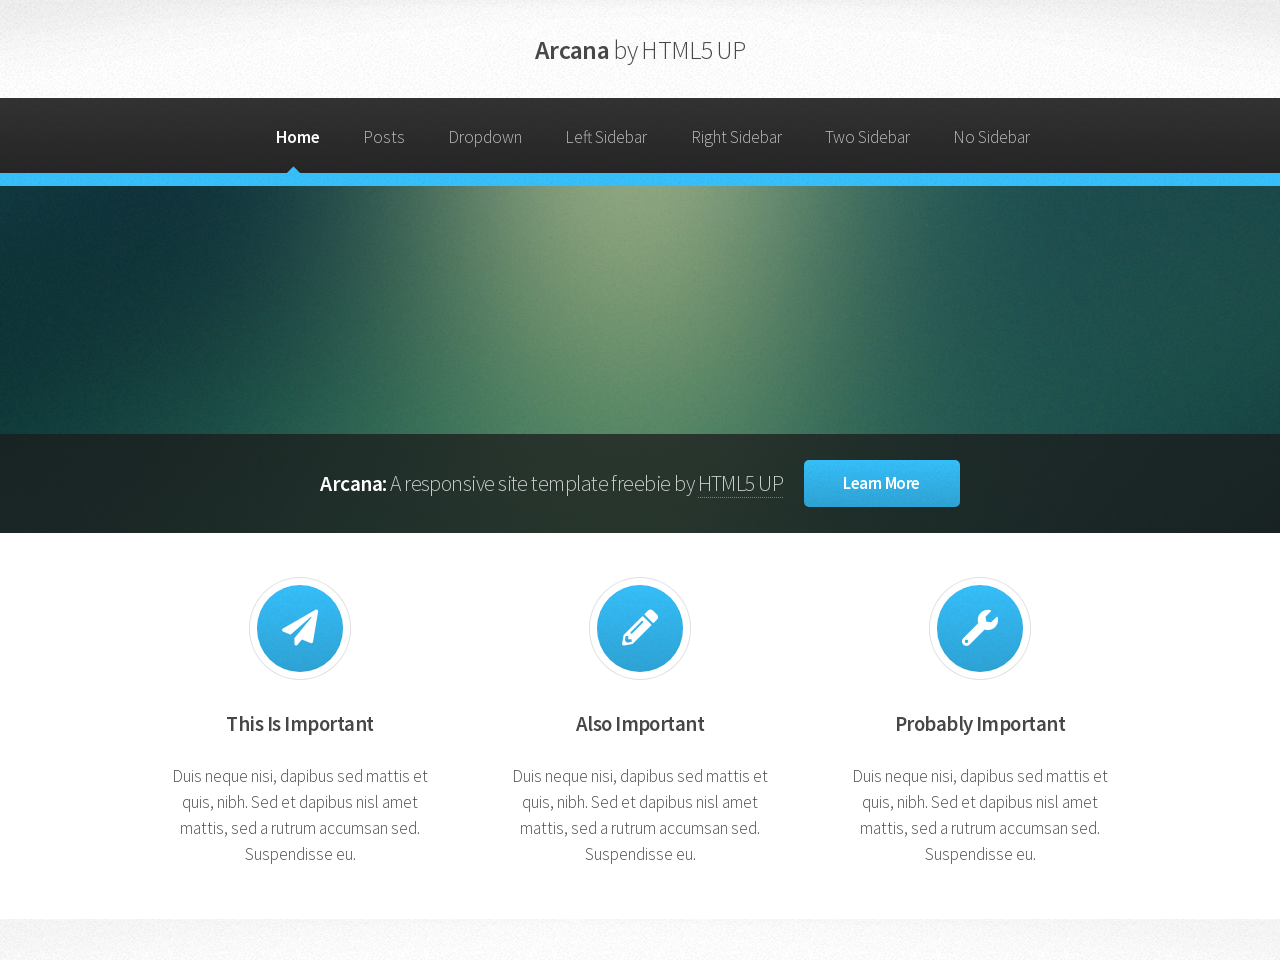 Arcana by HTML5 UP
Home Posts Dropdown Left Sidebar Right Sidebar Two Sidebar No Sidebar
Arcana: A responsive site template freebie by HTML5 UP Learn More
This Is Important
Duis neque nisi, dapibus sed mattis et
quis, nibh. Sed et dapibus nisl amet
mattis, sed a rutrum accumsan sed.
Suspendisse eu.
Also Important
Duis neque nisi, dapibus sed mattis et
quis, nibh. Sed et dapibus nisl amet
mattis, sed a rutrum accumsan sed.
Suspendisse eu.
Probably Important
Duis neque nisi, dapibus sed mattis et
quis, nibh. Sed et dapibus nisl amet
mattis, sed a rutrum accumsan sed.
Suspendisse eu.